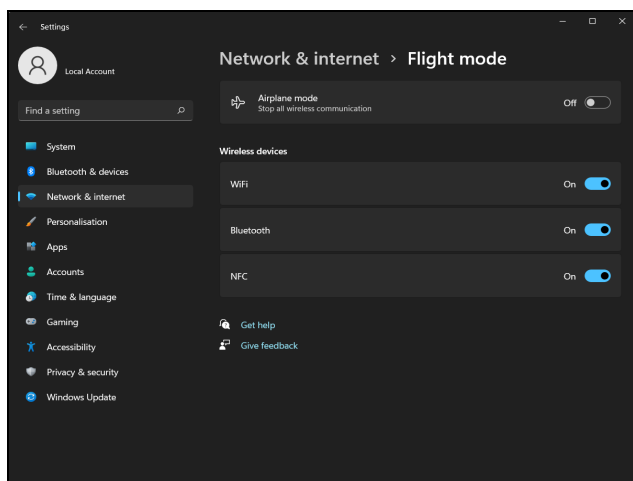 Settings
Local Account
Find a setting
System
Bluetooth & devices
Network & internet
Personalisation
Apps
Accounts
Time & language
Gaming
Accessibility
Privacy & security
Windows Update
Network & internet > Flight mode
Airplane mode
Stop all wireless communication
Off
Wireless devices
WiFi On
Bluetooth On
NFC On
Get help
Give feedback